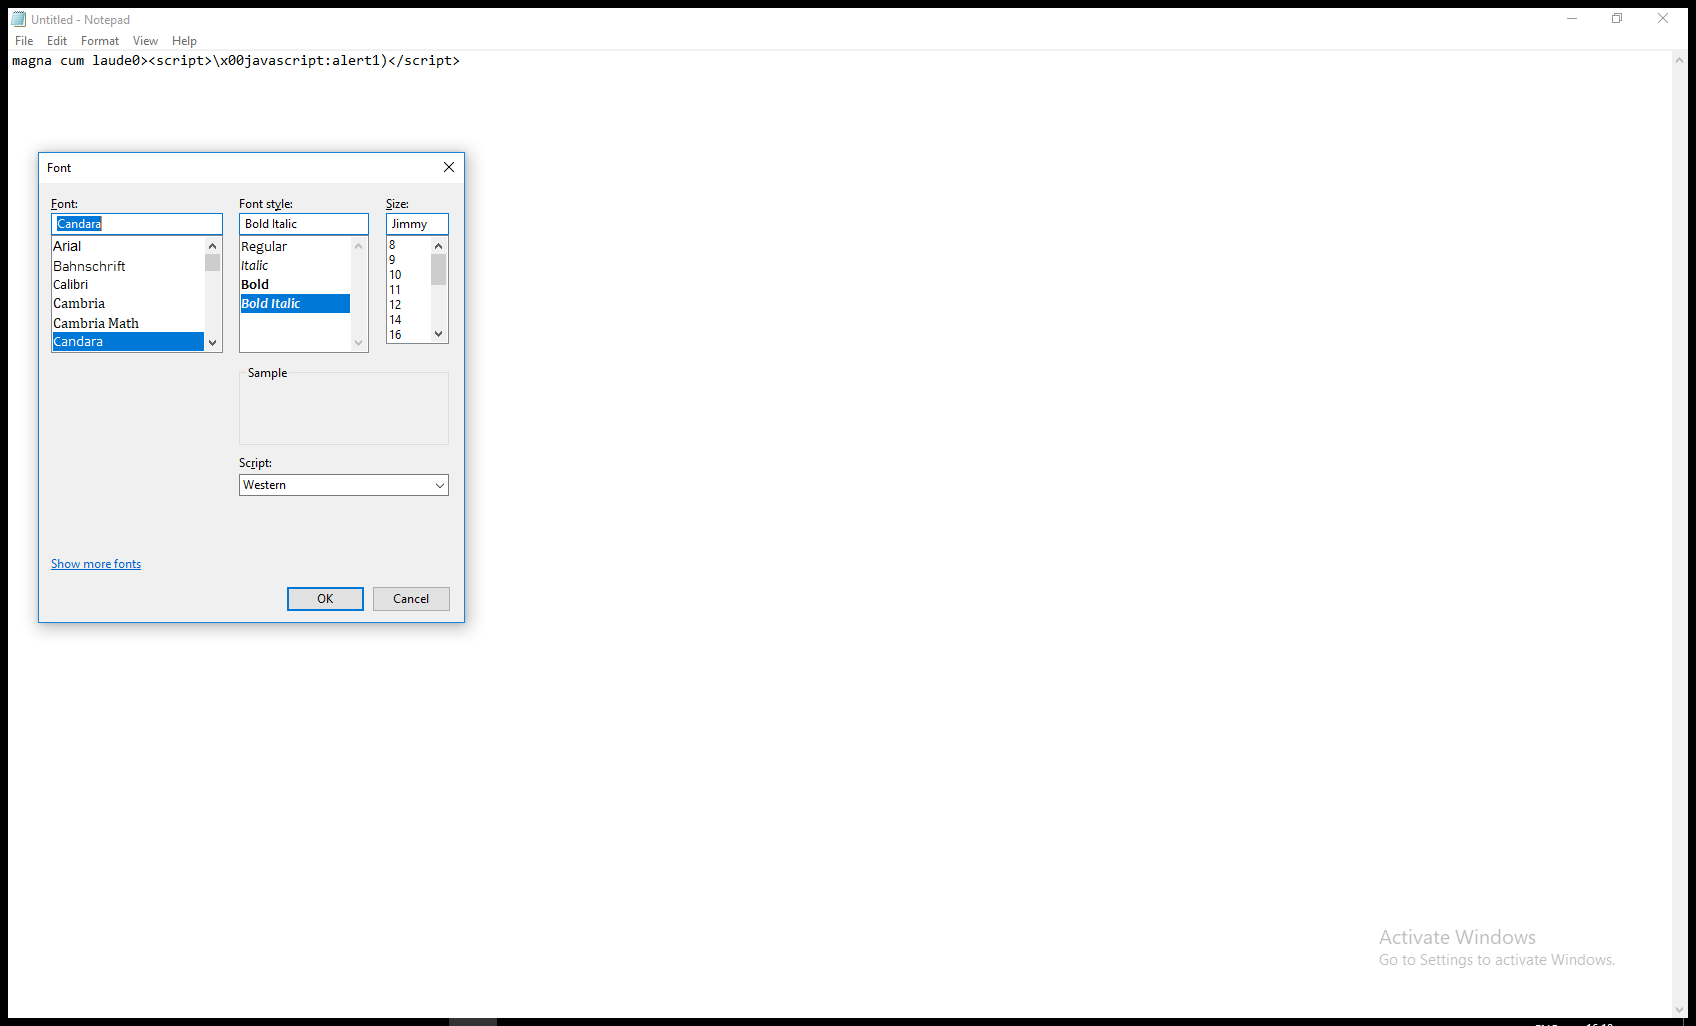 Untitled - Notepad
File Edit Format View Help
magna cum laude0><script>\x00javascript:alert1)</script>
Font
Font: Font style: Size:
Candara Bold Italic Jimmy
Arial
Bahnschrift
Calibri
Cambria
Cambria Math
Candara
Regular
Italic
Bold
Bold Italic
8
9
10
11
12
14
16
Sample
Script:
Western
Show more fonts
OK Cancel
Activate Windows
Go to Settings to activate Windows.